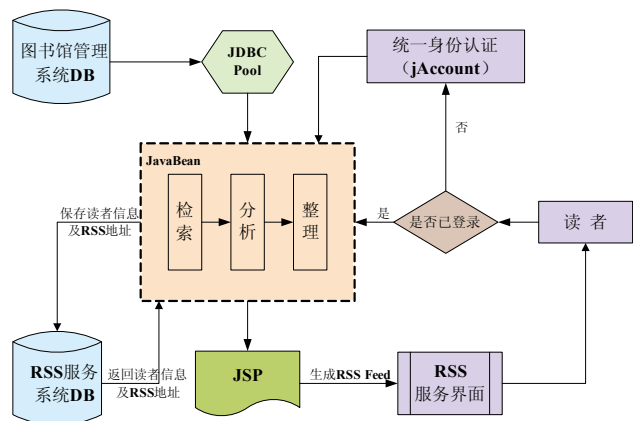 图书馆管理
系统DB
JDBC
Pool
统一身份认证
（jAccount）
否
JavaBean
检索
分析
整理
保存读者信息
及RSS地址
是
是否已登录
读 者
RSS服务
系统DB
返回读者信息
及RSS地址
JSP
生成RSS Feed
RSS
服务界面